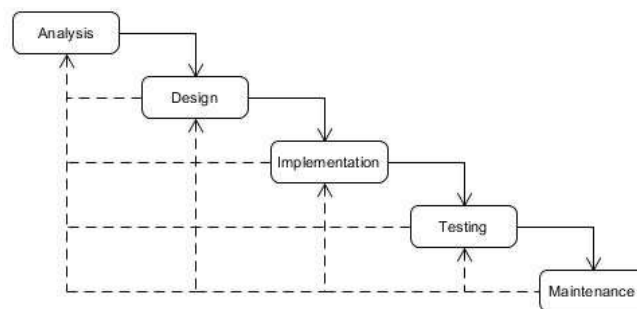 Analysis
Design
Implementation
Testing
Maintenance